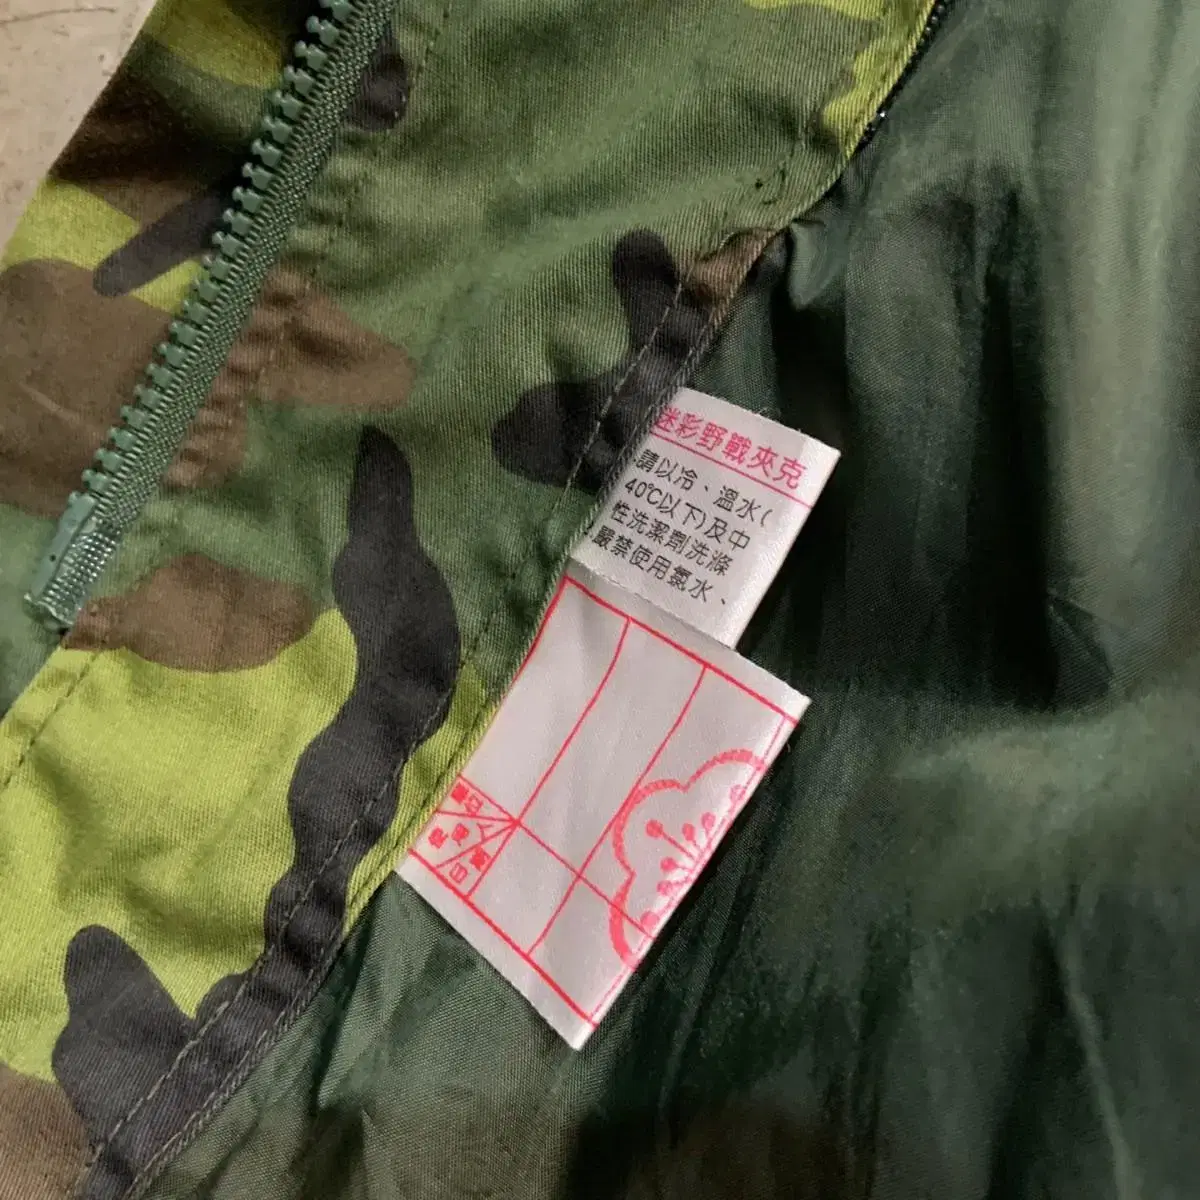 迷彩野戰夾克
請以冷、溫水(
40℃以下)及中
性洗潔劑洗滌
嚴禁使用氯水、